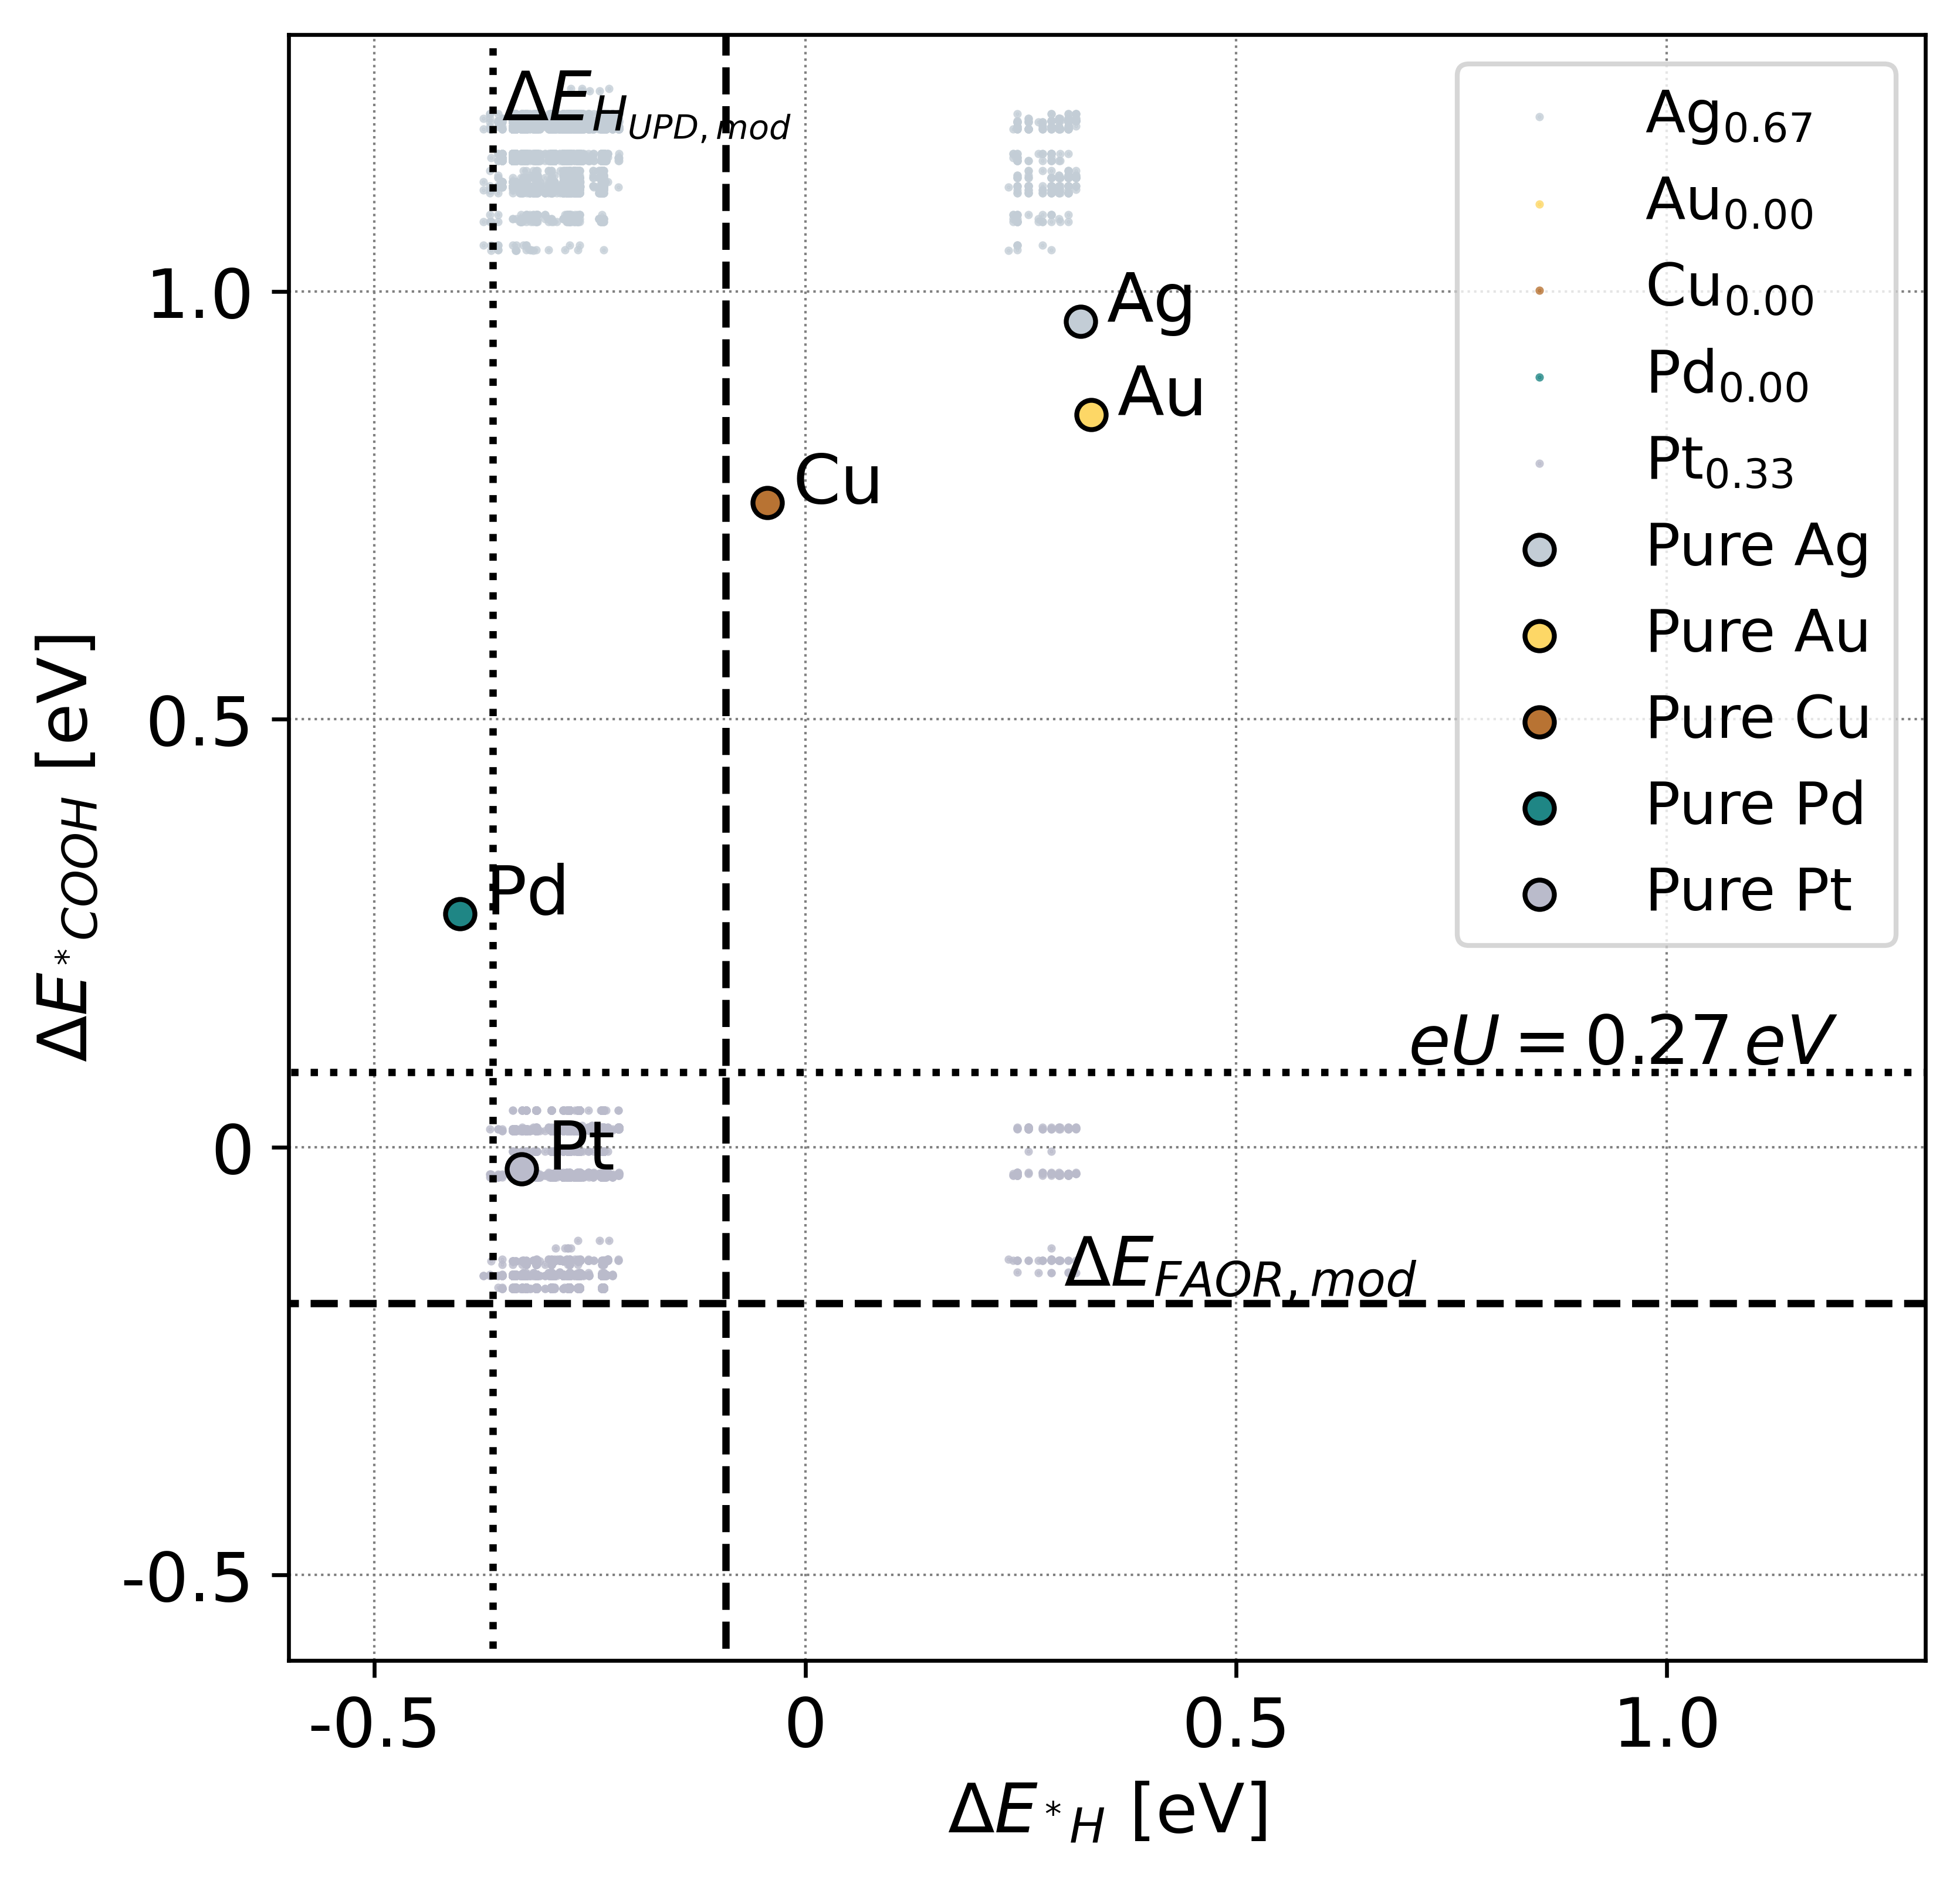 ΔE_{H_{UPD,mod}}
Ag
Au
Cu
Pd
Pt
eU = 0.27 eV
ΔE_{FAOR,mod}
Ag_{0.67}
Au_{0.00}
Cu_{0.00}
Pd_{0.00}
Pt_{0.33}
Pure Ag
Pure Au
Pure Cu
Pure Pd
Pure Pt
1.0
0.5
0
-0.5
ΔE_{*COOH} [eV]
-0.5
0
0.5
1.0
ΔE_{*H} [eV]